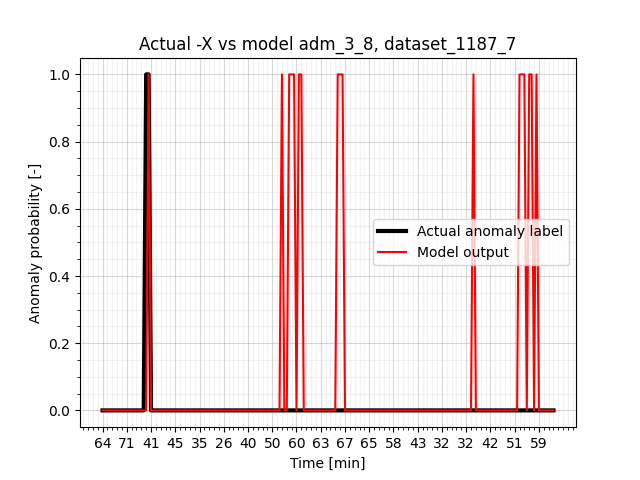 Actual -X vs model adm_3_8, dataset_1187_7
Anomaly probability [-]
1.0
0.8
0.6
0.4
0.2
0.0
Actual anomaly label
Model output
64 71 41 45 35 26 40 50 60 63 67 65 58 43 32 32 42 51 59
Time [min]